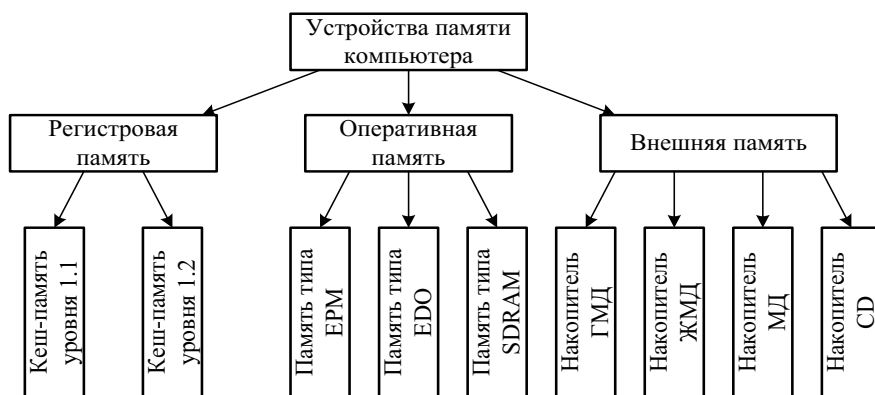 Устройства памяти
компьютера
Регистровая
память
Оперативная
память
Внешняя память
Кеш-память
уровня 1.1
Кеш-память
уровня 1.2
Память типа
EPM
Память типа
EDO
Память типа
SDRAM
Накопитель
ГМД
Накопитель
ЖМД
Накопитель
МД
Накопитель
CD